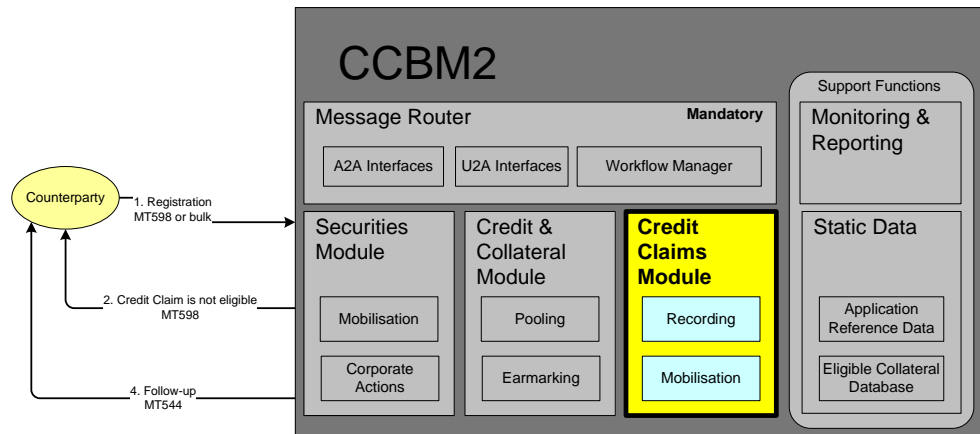 CCBM2
Support Functions
Message Router
Mandatory
Monitoring &
Reporting
A2A Interfaces
U2A Interfaces
Workflow Manager
Counterparty
1. Registration
MT598 or bulk
Securities
Module
Credit &
Collateral
Module
Credit
Claims
Module
Static Data
2. Credit Claim is not eligible
MT598
Mobilisation
Pooling
Recording
Application
Reference Data
Corporate
Actions
Earmarking
Mobilisation
Eligible Collateral
Database
4. Follow-up
MT544